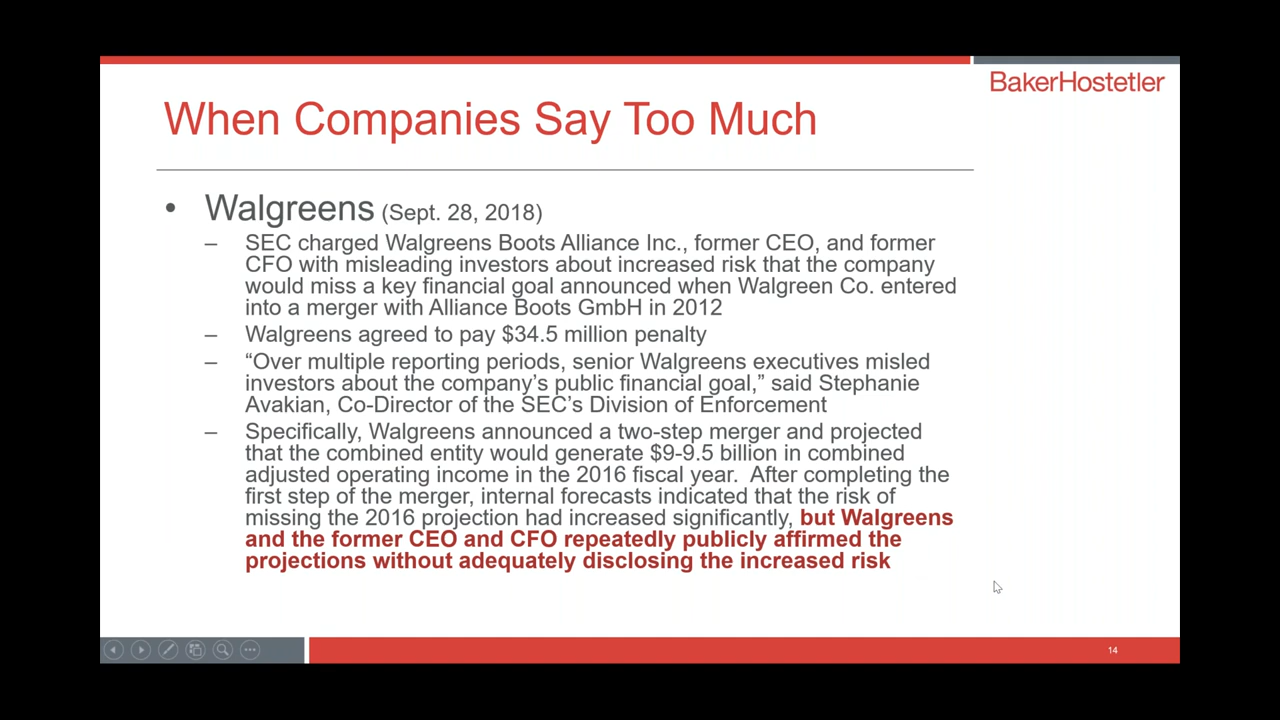 BakerHostetler
When Companies Say Too Much
• Walgreens (Sept. 28, 2018)
– SEC charged Walgreens Boots Alliance Inc., former CEO, and former
CFO with misleading investors about increased risk that the company
would miss a key financial goal announced when Walgreen Co. entered
into a merger with Alliance Boots GmbH in 2012
– Walgreens agreed to pay $34.5 million penalty
– “Over multiple reporting periods, senior Walgreens executives misled
investors about the company’s public financial goal,” said Stephanie
Avakian, Co-Director of the SEC’s Division of Enforcement
– Specifically, Walgreens announced a two-step merger and projected
that the combined entity would generate $9-9.5 billion in combined
adjusted operating income in the 2016 fiscal year.  After completing the
first step of the merger, internal forecasts indicated that the risk of
missing the 2016 projection had increased significantly, but Walgreens
and the former CEO and CFO repeatedly publicly affirmed the
projections without adequately disclosing the increased risk
14